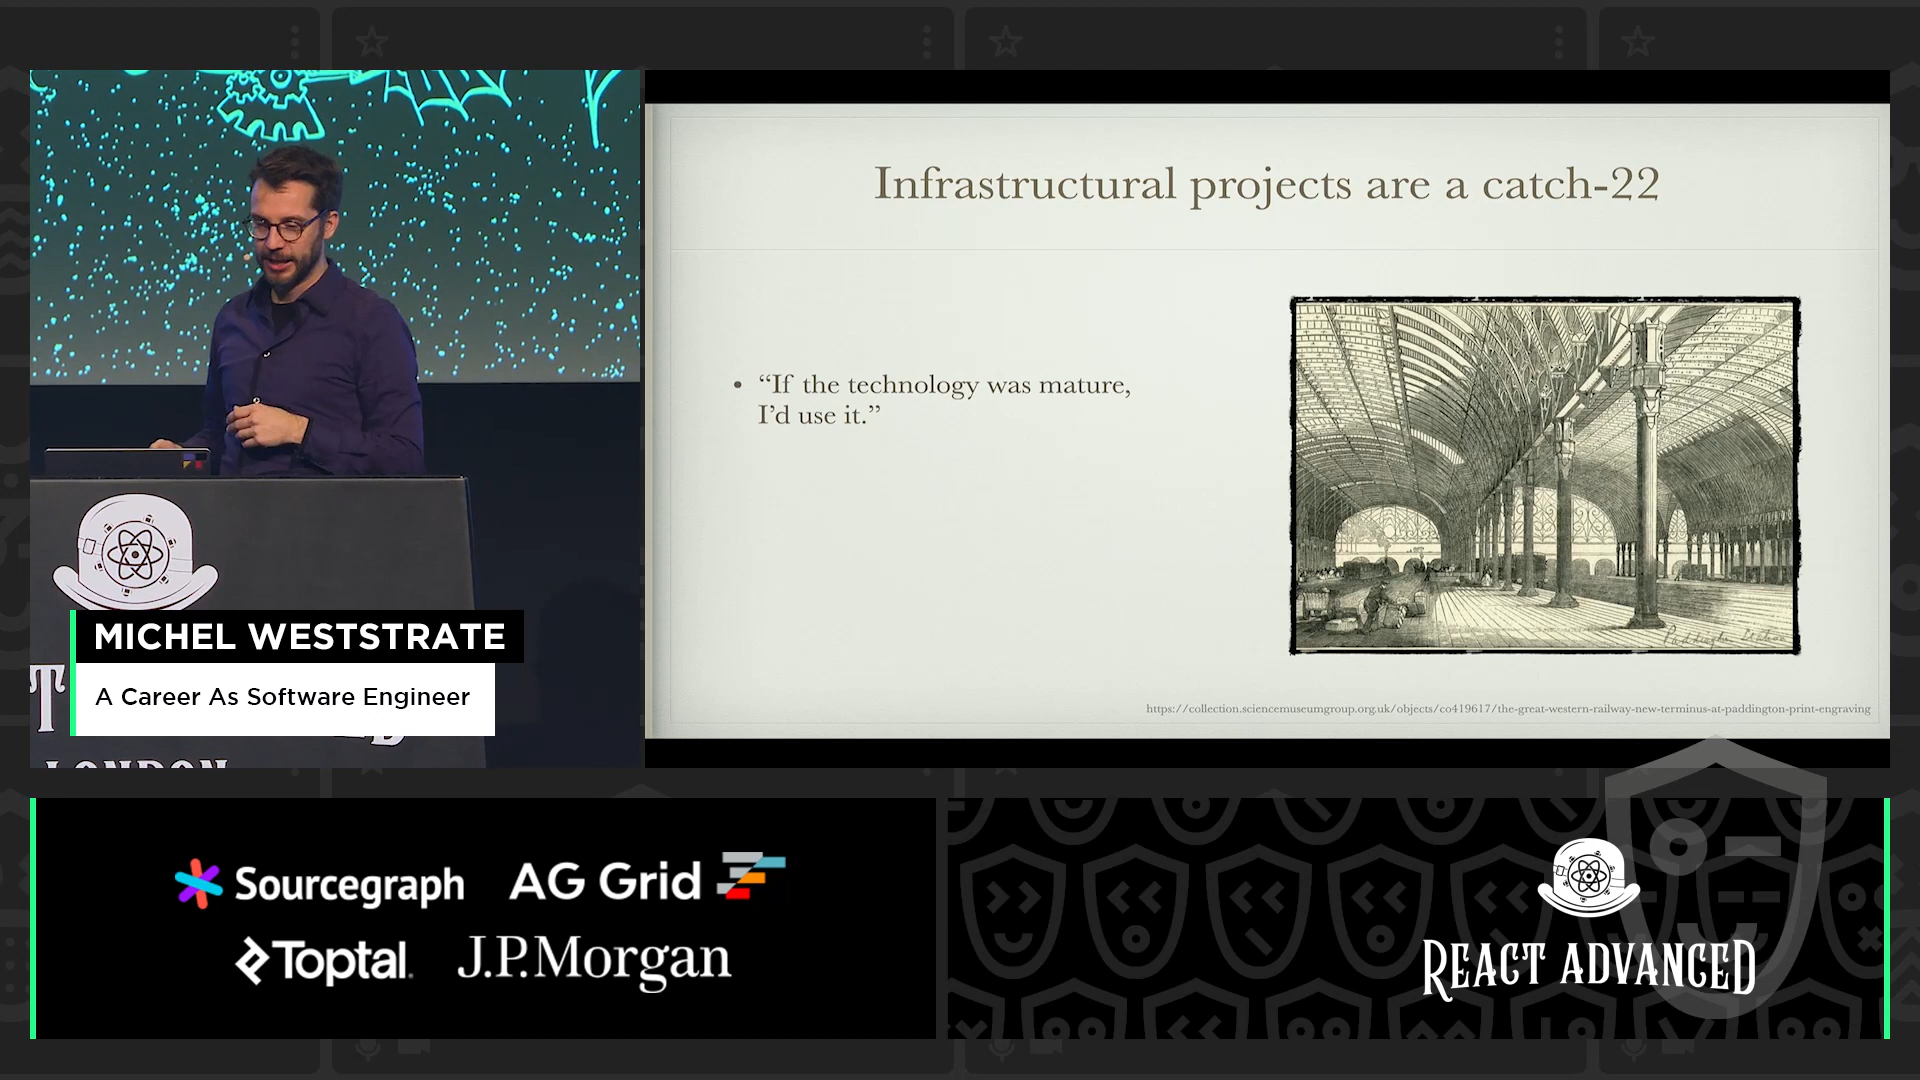 Infrastructural projects are a catch-22
• “If the technology was mature,
I’d use it.”
https://collection.sciencemuseumgroup.org.uk/objects/co419617/the-great-western-railway-new-terminus-at-paddington-print-engraving
MICHEL WESTSTRATE
A Career As Software Engineer
LONDON
Sourcegraph
AG Grid
Toptal
J.P.Morgan
REACT ADVANCED